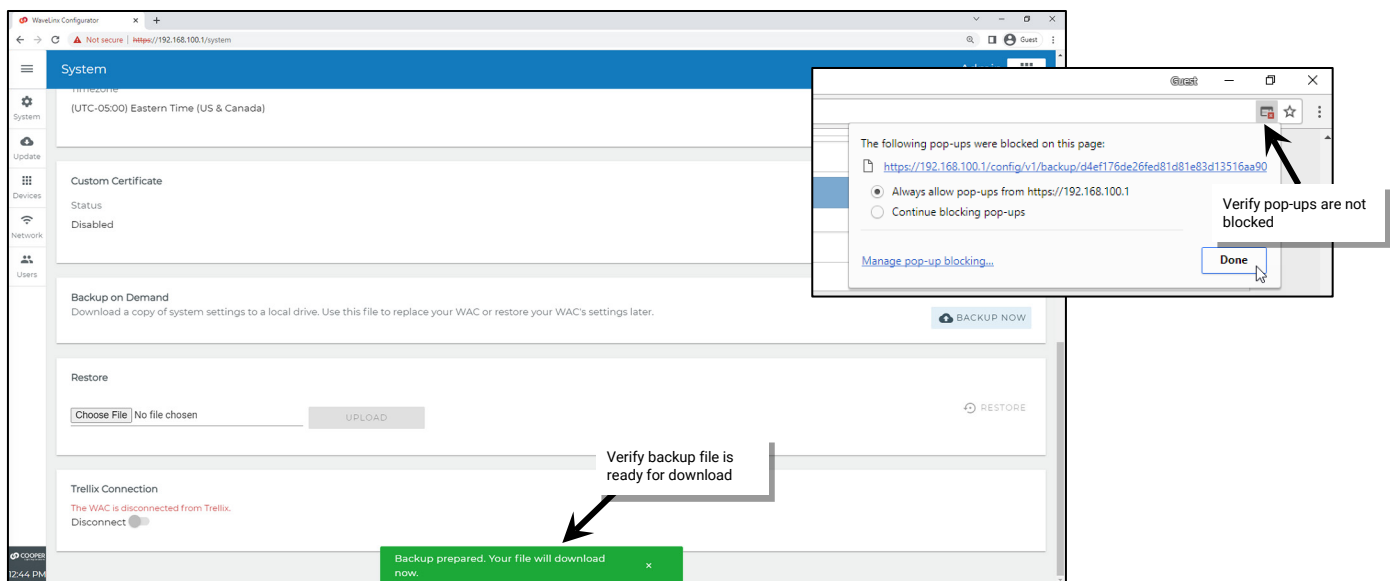 WaveLinx Configurator
Not secure | https://192.168.100.1/system
Guest
System
Timezone
(UTC-05:00) Eastern Time (US & Canada)
System
Update
Devices
Network
Users
Custom Certificate
Status
Disabled
Backup on Demand
Download a copy of system settings to a local drive. Use this file to replace your WAC or restore your WAC's settings later.
BACKUP NOW
Restore
Choose File No file chosen
UPLOAD
RESTORE
Trellix Connection
The WAC is disconnected from Trellix.
Disconnect
Verify backup file is
ready for download
Backup prepared. Your file will download
now.
COOPER
12:44 PM
Guest
The following pop-ups were blocked on this page:
https://192.168.100.1/config/v1/backup/d4ef176de26fed81d81e83d13516aa90
Always allow pop-ups from https://192.168.100.1
Continue blocking pop-ups
Manage pop-up blocking...
Done
Verify pop-ups are not
blocked